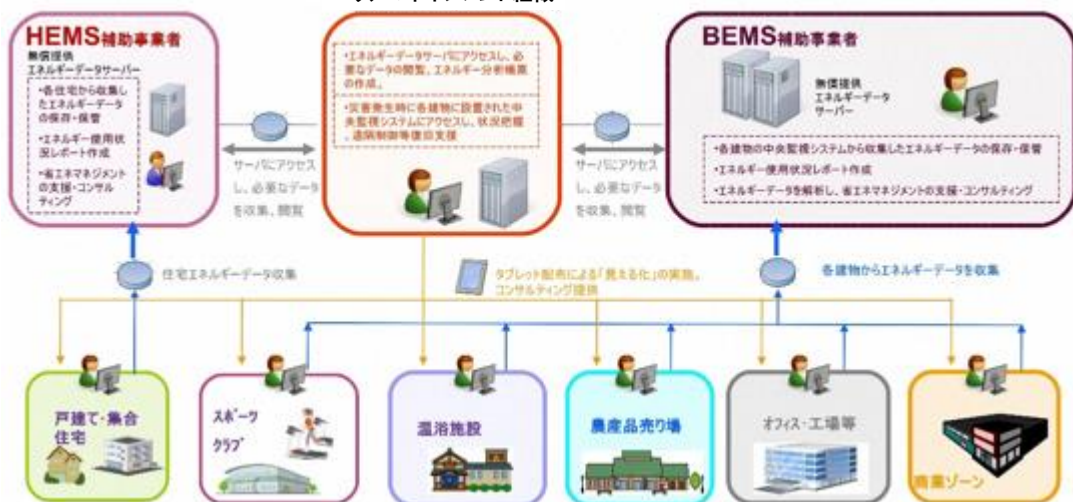 HEMS補助事業者
無償提供
エネルギーデータサーバー
・各住宅から収集し
たエネルギーデータ
の保存・保管
・エネルギー使用状
況レポート作成
・省エネマネジメント
の支援・コンサル
ティング
サーバにアクセス
し、必要なデータ
を収集、閲覧
・エネルギーデータサーバにアクセスし、必
要なデータの閲覧、エネルギー分析
の作成。
・災害発生時に各建物に設置された中
央監視システムにアクセスし、状況把握
、遠隔制御等復旧支援
サーバにアクセス
し、必要なデータ
を収集、閲覧
BEMS補助事業者
無償提供
エネルギーデータ
サーバー
・各建物の中央監視システムから収集したエネルギーデータの保存・保管
・エネルギー使用状況レポート作成
・エネルギーデータを解析し、省エネマネジメントの支援・コンサルティング
住宅エネルギーデータ収集
タブレット配布による「見える化」の実施。
コンサルティング提供
各建物からエネルギーデータを収集
戸建て・集合
住宅
スポーツ
クラブ
温浴施設
農産品売り場
オフィス・工場等
商業ゾーン